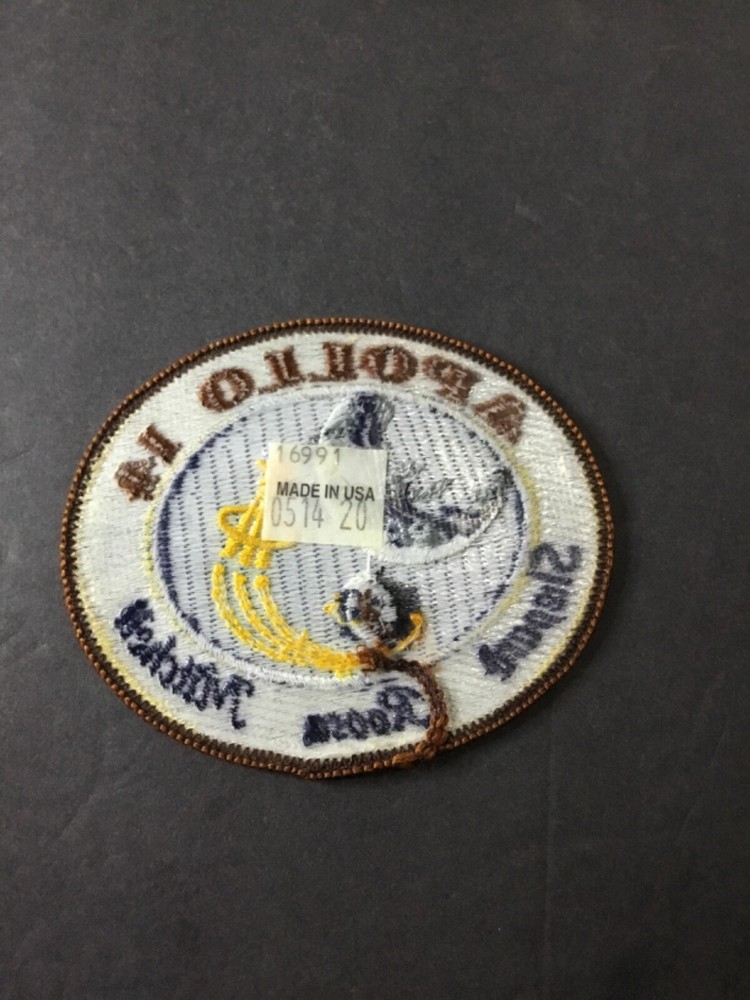 APOLLO 14
16991
MADE IN USA
0514 20
Shepard
Roosa
Mitchell